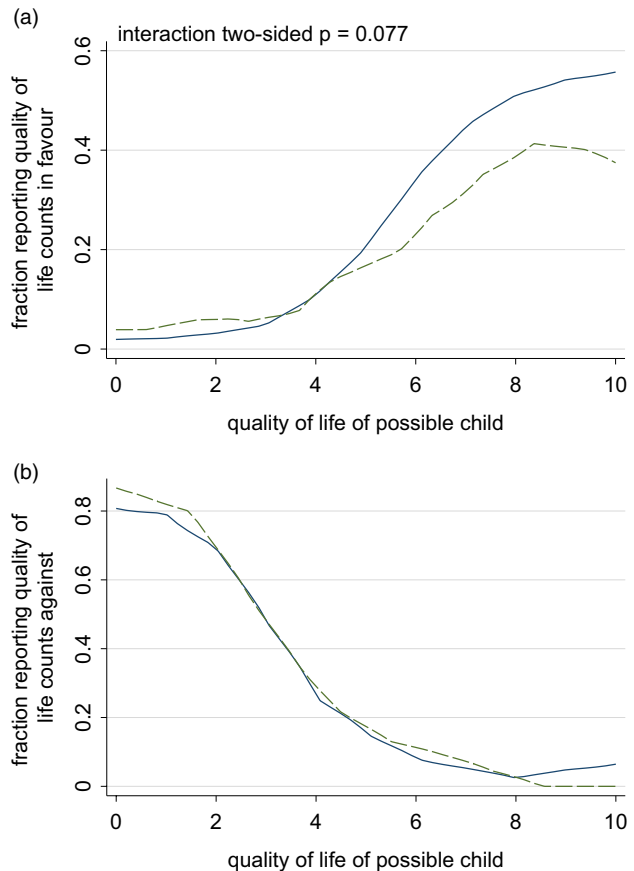 (a)
interaction two-sided p = 0.077
fraction reporting quality of
life counts in favour
0.6
0.4
0.2
0
0 2 4 6 8 10
quality of life of possible child
(b)
fraction reporting quality of
life counts against
0.8
0.6
0.4
0.2
0
0 2 4 6 8 10
quality of life of possible child